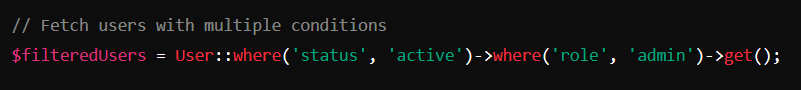 // Fetch users with multiple conditions
$filteredUsers = User::where('status', 'active')->where('role', 'admin')->get();